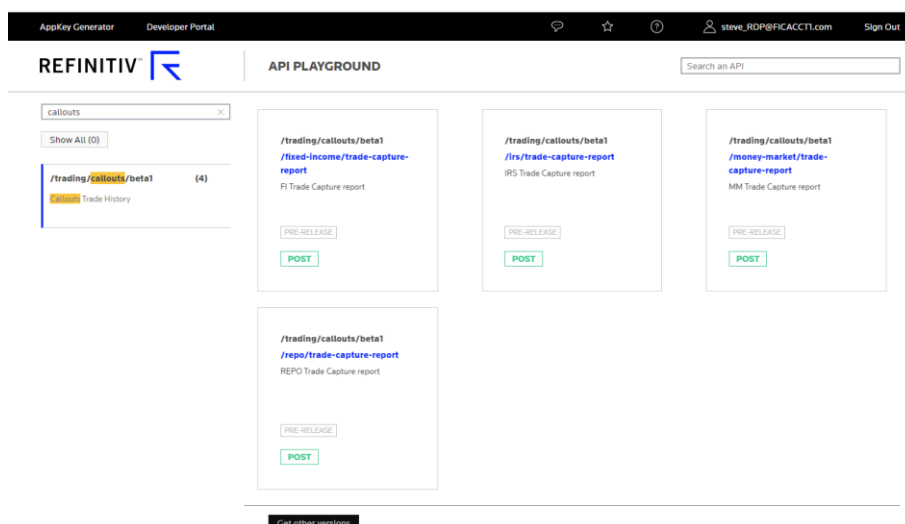 AppKey Generator Developer Portal steve_RDP@FICACCT1.com Sign Out
REFINITIV API PLAYGROUND Search an API
callouts
Show All (0)
/trading/callouts/beta1 (4)
Callouts Trade History
/trading/callouts/beta1
/fixed-income/trade-capture-
report
FI Trade Capture report
PRE-RELEASE
POST
/trading/callouts/beta1
/irs/trade-capture-report
IRS Trade Capture report
PRE-RELEASE
POST
/trading/callouts/beta1
/money-market/trade-
capture-report
MM Trade Capture report
PRE-RELEASE
POST
/trading/callouts/beta1
/repo/trade-capture-report
REPO Trade Capture report
PRE-RELEASE
POST
Get other versions